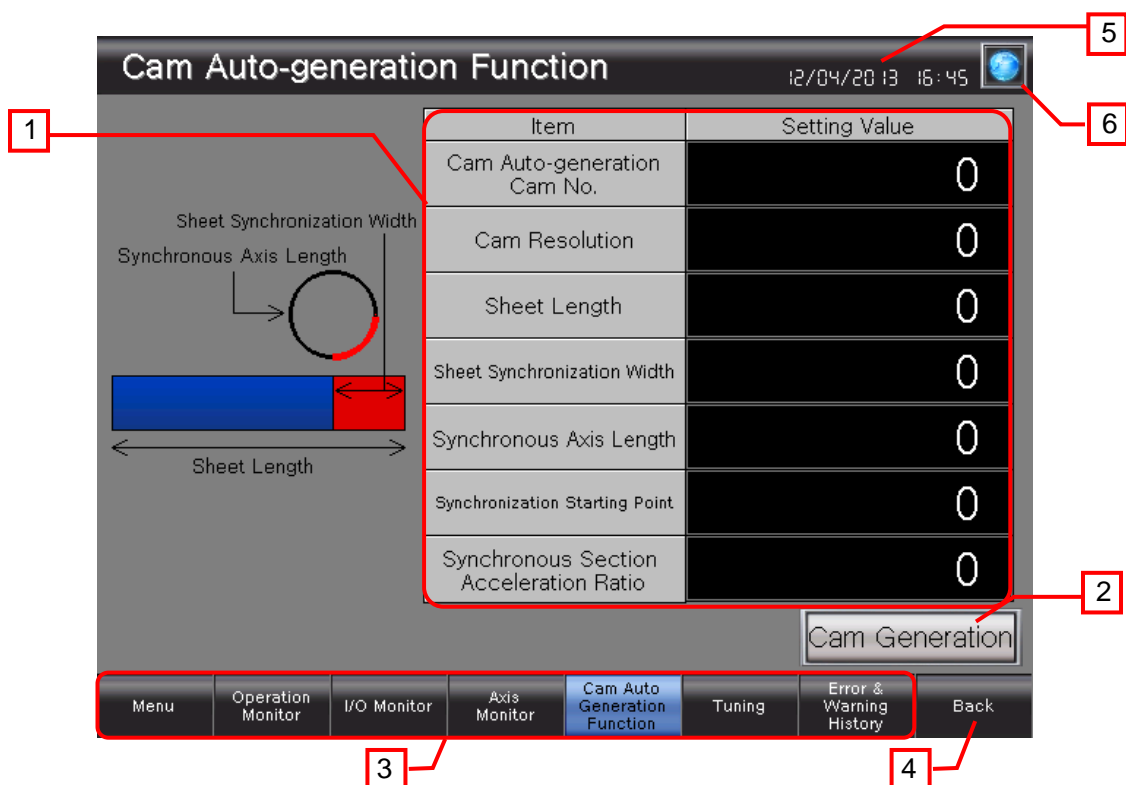 5
Cam Auto-generation Function
12/04/2013 16:45
1
6
Item
Setting Value
Cam Auto-generation
Cam No.
0
Sheet Synchronization Width
Synchronous Axis Length
Cam Resolution
0
Sheet Length
0
Sheet Synchronization Width
0
Synchronous Axis Length
0
Sheet Length
Synchronization Starting Point
0
Synchronous Section
Acceleration Ratio
0
2
Cam Generation
Menu
Operation
Monitor
I/O Monitor
Axis
Monitor
Cam Auto
Generation
Function
Tuning
Error &
Warning
History
Back
3
4